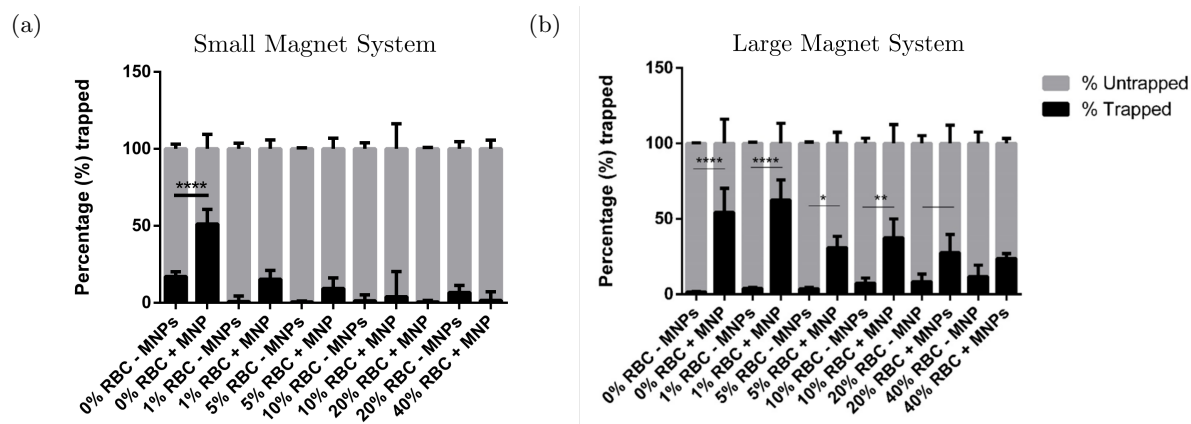 (a)
Small Magnet System
Percentage (%) trapped
150
100
50
0
****
0% RBC - MNPs
0% RBC + MNP
1% RBC - MNPs
1% RBC + MNP
5% RBC - MNPs
5% RBC + MNP
10% RBC - MNPs
10% RBC + MNP
20% RBC + MNP
20% RBC - MNPs
40% RBC + MNP
(b)
Large Magnet System
Percentage (%) trapped
150
100
50
0
****
****
*
**
0% RBC - MNPs
0% RBC + MNP
1% RBC - MNPs
1% RBC + MNP
5% RBC - MNPs
5% RBC + MNP
10% RBC - MNPs
10% RBC + MNP
20% RBC - MNP
20% RBC + MNPs
40% RBC - MNP
40% RBC + MNPs
% Untrapped
% Trapped